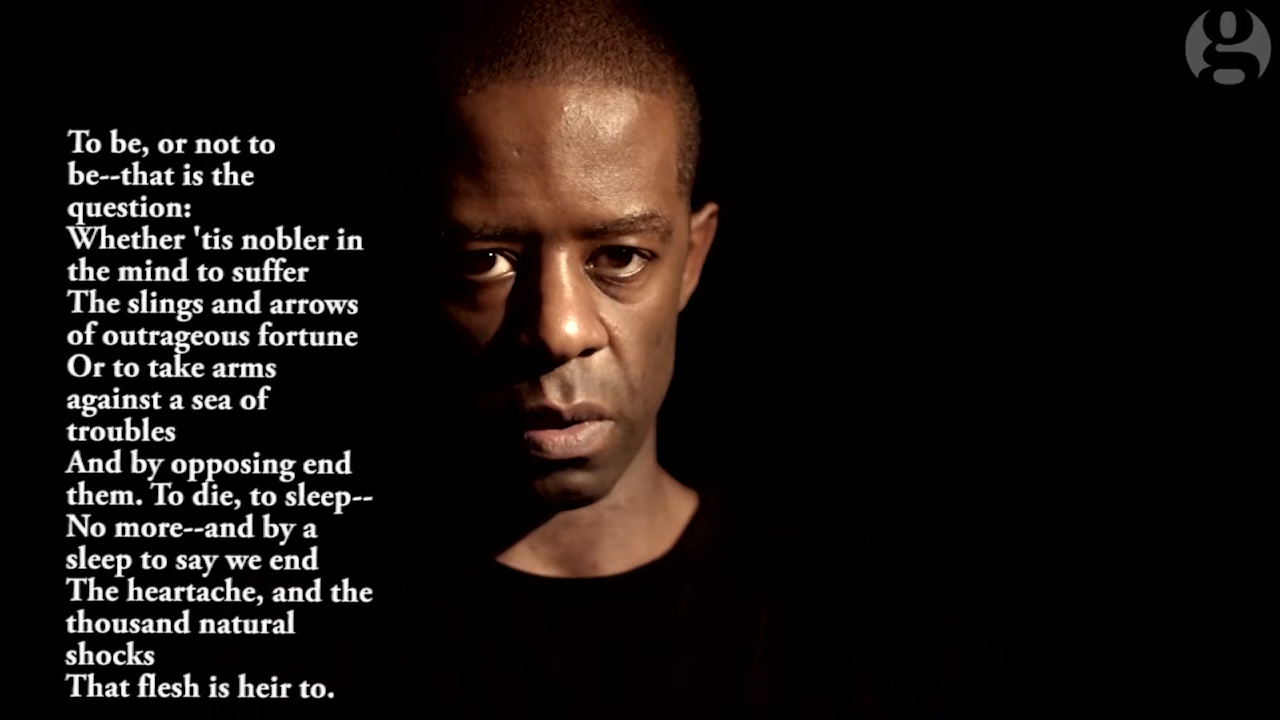 To be, or not to
be--that is the
question:
Whether 'tis nobler in
the mind to suffer
The slings and arrows
of outrageous fortune
Or to take arms
against a sea of
troubles
And by opposing end
them. To die, to sleep--
No more--and by a
sleep to say we end
The heartache, and the
thousand natural
shocks
That flesh is heir to.
g